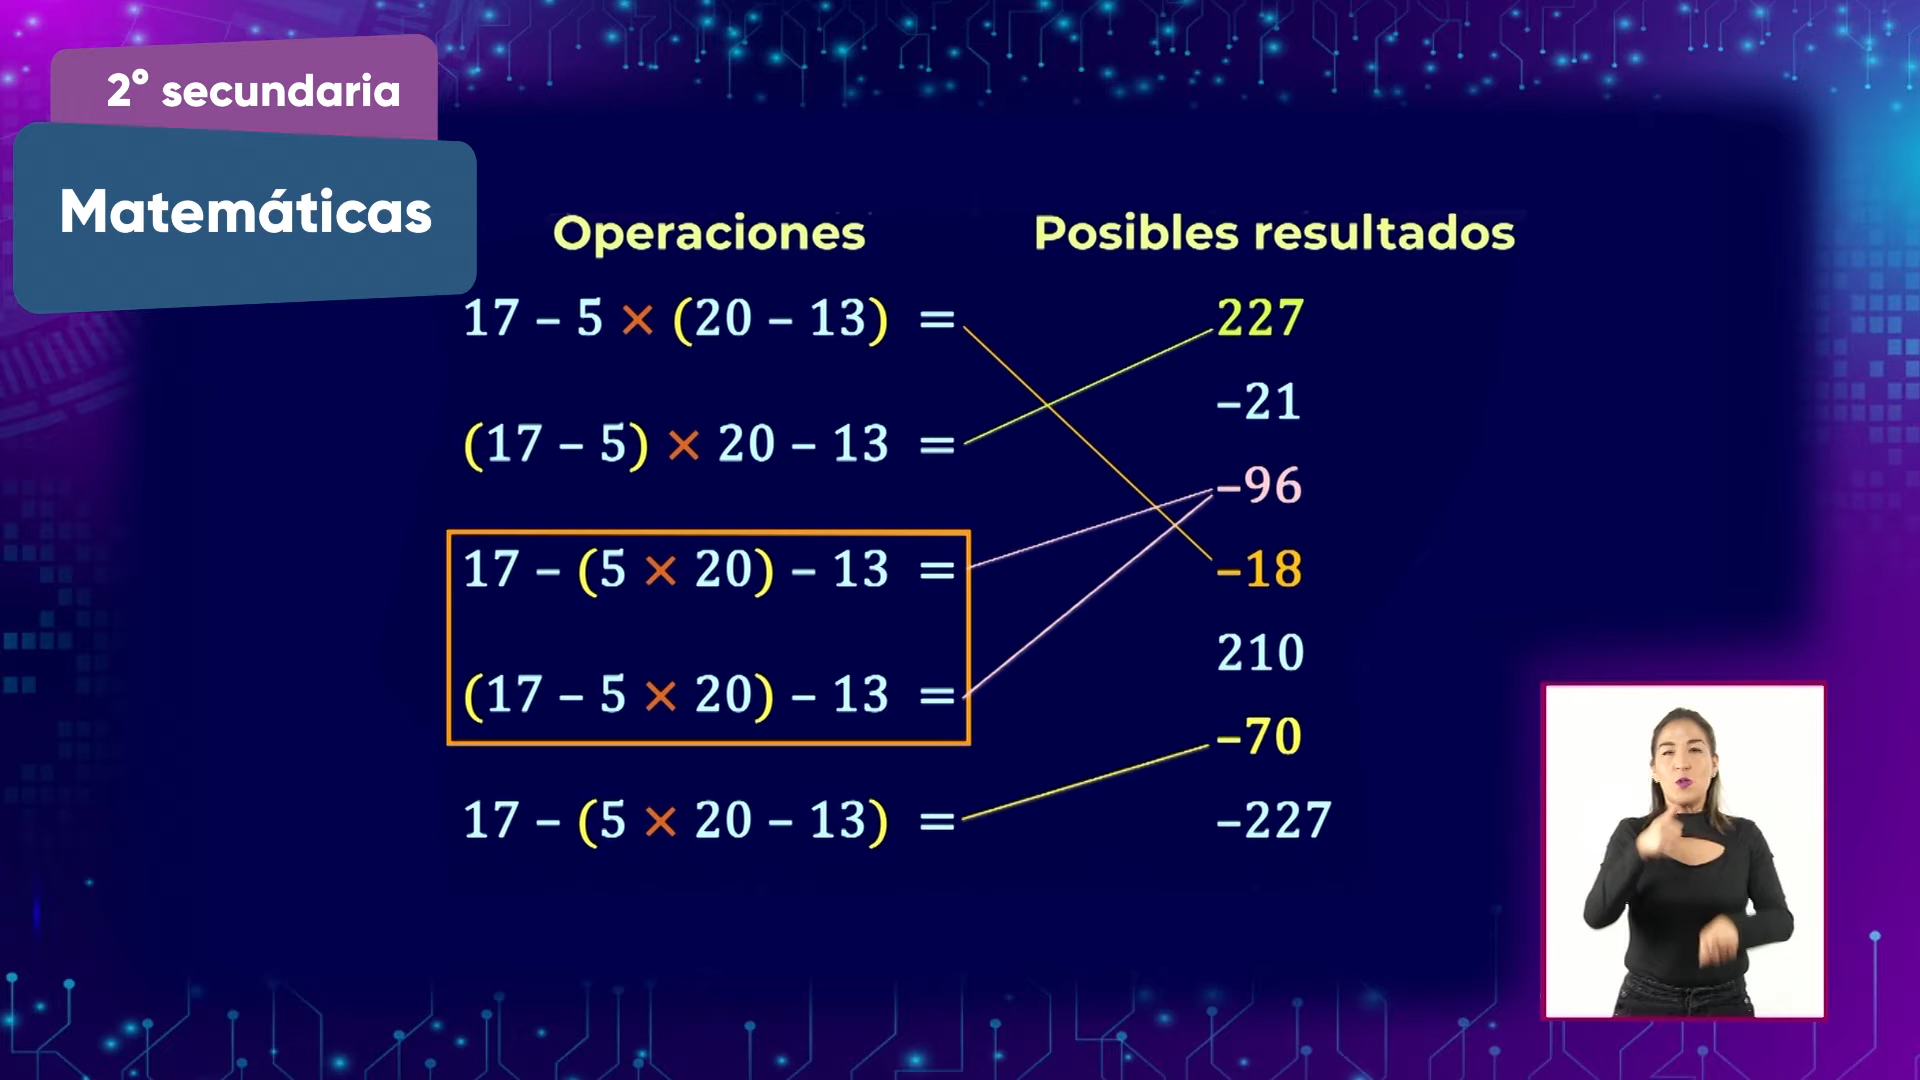 2° secundaria
Matemáticas
Operaciones
Posibles resultados
17 – 5 × (20 – 13) =
(17 – 5) × 20 – 13 =
17 – (5 × 20) – 13 =
(17 – 5 × 20) – 13 =
17 – (5 × 20 – 13) =
227
–21
–96
–18
210
–70
–227